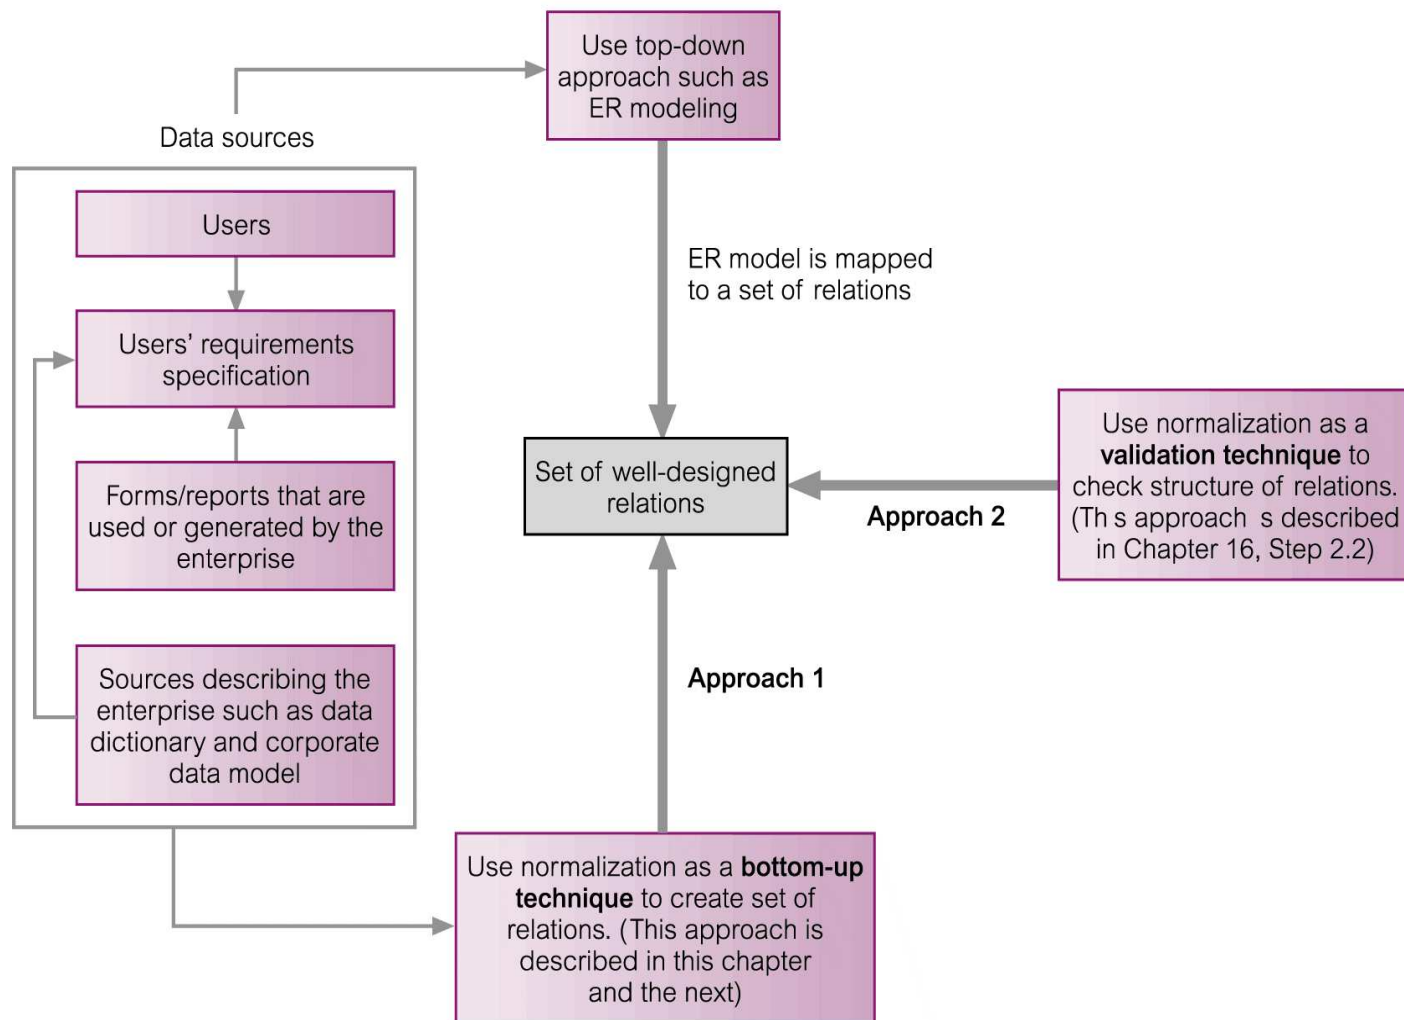 Use top-down
approach such as
ER modeling
Data sources
Users
Users’ requirements
specification
Forms/reports that are
used or generated by the
enterprise
Sources describing the
enterprise such as data
dictionary and corporate
data model
ER model is mapped
to a set of relations
Set of well-designed
relations
Approach 2
Use normalization as a
validation technique to
check structure of relations.
(Th s approach s described
in Chapter 16, Step 2.2)
Approach 1
Use normalization as a bottom-up
technique to create set of
relations. (This approach is
described in this chapter
and the next)